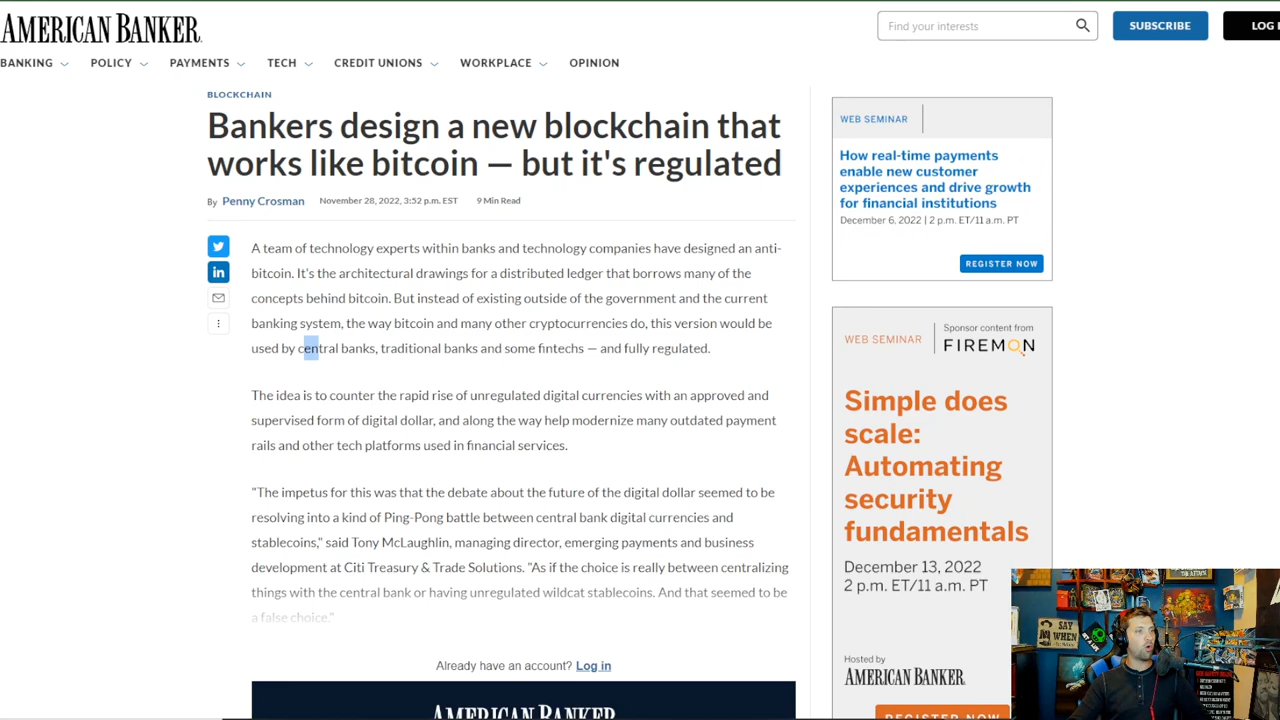 AMERICAN BANKER
Find your interests
SUBSCRIBE
LOG
BANKING
POLICY
PAYMENTS
TECH
CREDIT UNIONS
WORKPLACE
OPINION
BLOCKCHAIN
Bankers design a new blockchain that
works like bitcoin — but it's regulated
By Penny Crosman November 28, 2022, 3:52 p.m. EST 9 Min Read
A team of technology experts within banks and technology companies have designed an anti-
bitcoin. It's the architectural drawings for a distributed ledger that borrows many of the
concepts behind bitcoin. But instead of existing outside of the government and the current
banking system, the way bitcoin and many other cryptocurrencies do, this version would be
used by central banks, traditional banks and some fintechs — and fully regulated.
The idea is to counter the rapid rise of unregulated digital currencies with an approved and
supervised form of digital dollar, and along the way help modernize many outdated payment
rails and other tech platforms used in financial services.
"The impetus for this was that the debate about the future of the digital dollar seemed to be
resolving into a kind of Ping-Pong battle between central bank digital currencies and
stablecoins," said Tony McLaughlin, managing director, emerging payments and business
development at Citi Treasury & Trade Solutions. "As if the choice is really between centralizing
things with the central bank or having unregulated wildcat stablecoins. And that seemed to be
a false choice."
Already have an account? Log in
AMERICAN BANKER
WEB SEMINAR
How real-time payments
enable new customer
experiences and drive growth
for financial institutions
December 6, 2022 | 2 p.m. ET/11 a.m. PT
REGISTER NOW
WEB SEMINAR
Sponsor content from
FIREMON
Simple does
scale:
Automating
security
fundamentals
December 13, 2022
2 p.m. ET/11 a.m. PT
Hosted by
AMERICAN BANKER
REGISTER NOW
SAY
WHEN